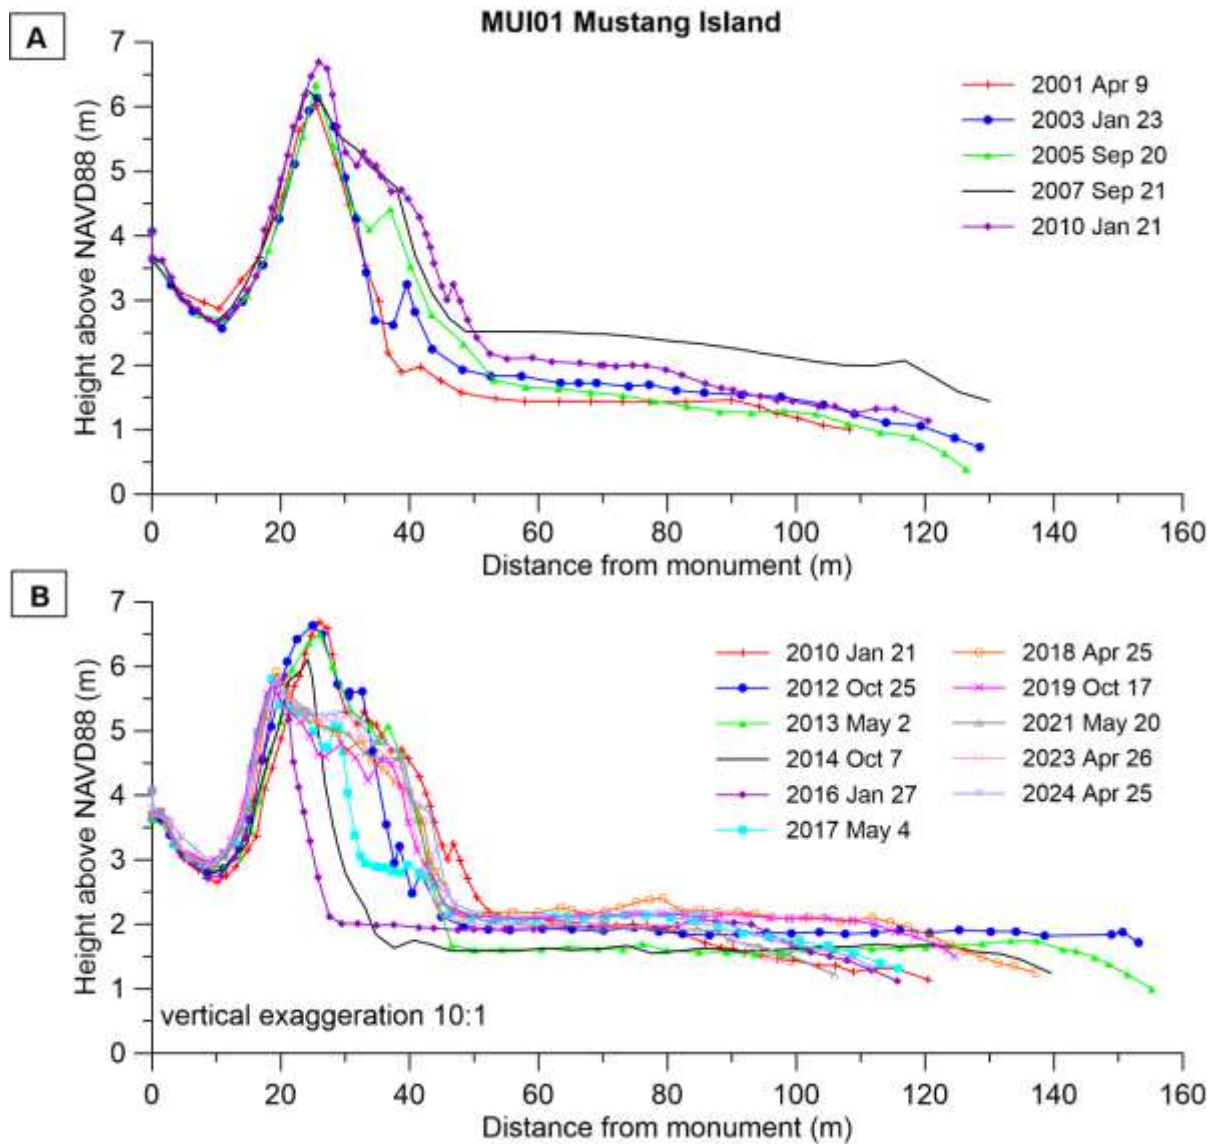 A
MUI01 Mustang Island
7
6
5
4
3
2
1
0
Height above NAVD88 (m)
2001 Apr 9
2003 Jan 23
2005 Sep 20
2007 Sep 21
2010 Jan 21
0 20 40 60 80 100 120 140 160
Distance from monument (m)
B
7
6
5
4
3
2
1
0
Height above NAVD88 (m)
2010 Jan 21
2012 Oct 25
2013 May 2
2014 Oct 7
2016 Jan 27
2017 May 4
2018 Apr 25
2019 Oct 17
2021 May 20
2023 Apr 26
2024 Apr 25
vertical exaggeration 10:1
0 20 40 60 80 100 120 140 160
Distance from monument (m)